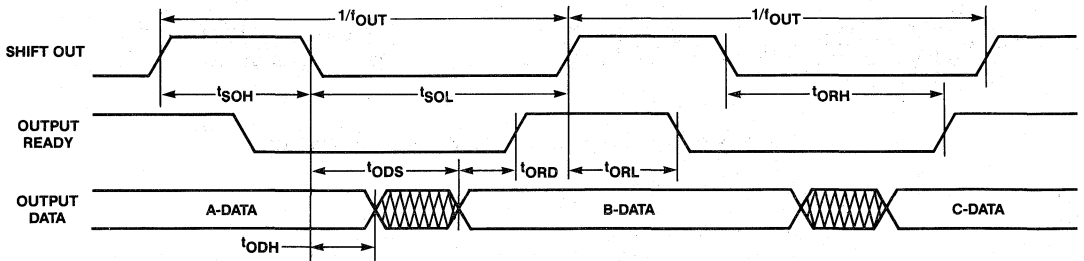 1/fOUT 1/fOUT
SHIFT OUT
tSOH tSOL tORH
OUTPUT
READY
tODS tORD tORL
OUTPUT
DATA
A-DATA B-DATA C-DATA
tODH